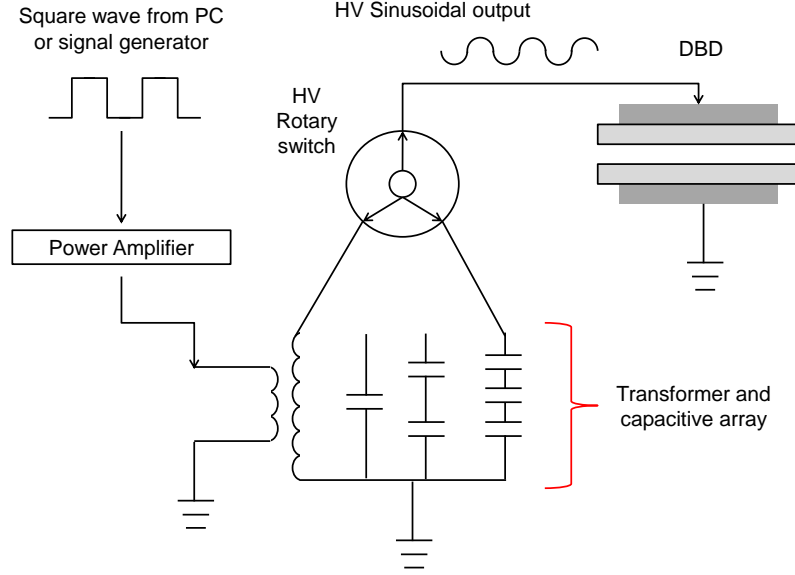 Square wave from PC
or signal generator
HV Sinusoidal output
DBD
HV
Rotary
switch
Power Amplifier
Transformer and
capacitive array